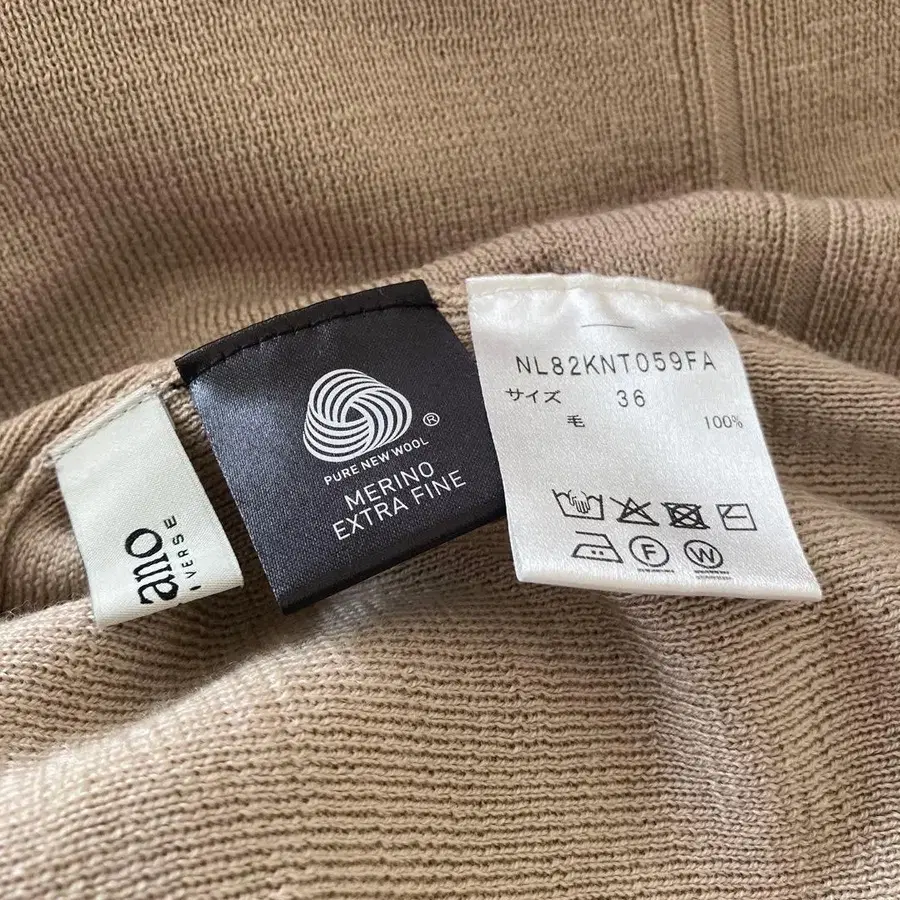 ano
VERSE
®
PURE NEW WOOL
MERINO
EXTRA FINE
NL82KNT059FA
サイズ 36
毛 100%
F W